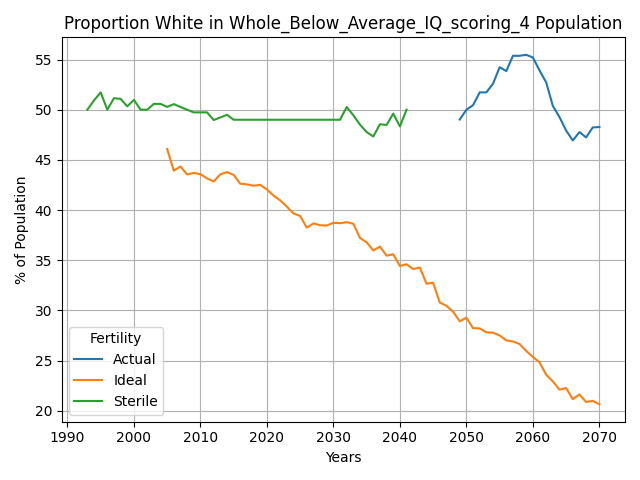 Proportion White in Whole_Below_Average_IQ_scoring_4 Population
% of Population
55
50
45
40
35
30
25
20
Fertility
Actual
Ideal
Sterile
1990 2000 2010 2020 2030 2040 2050 2060 2070
Years